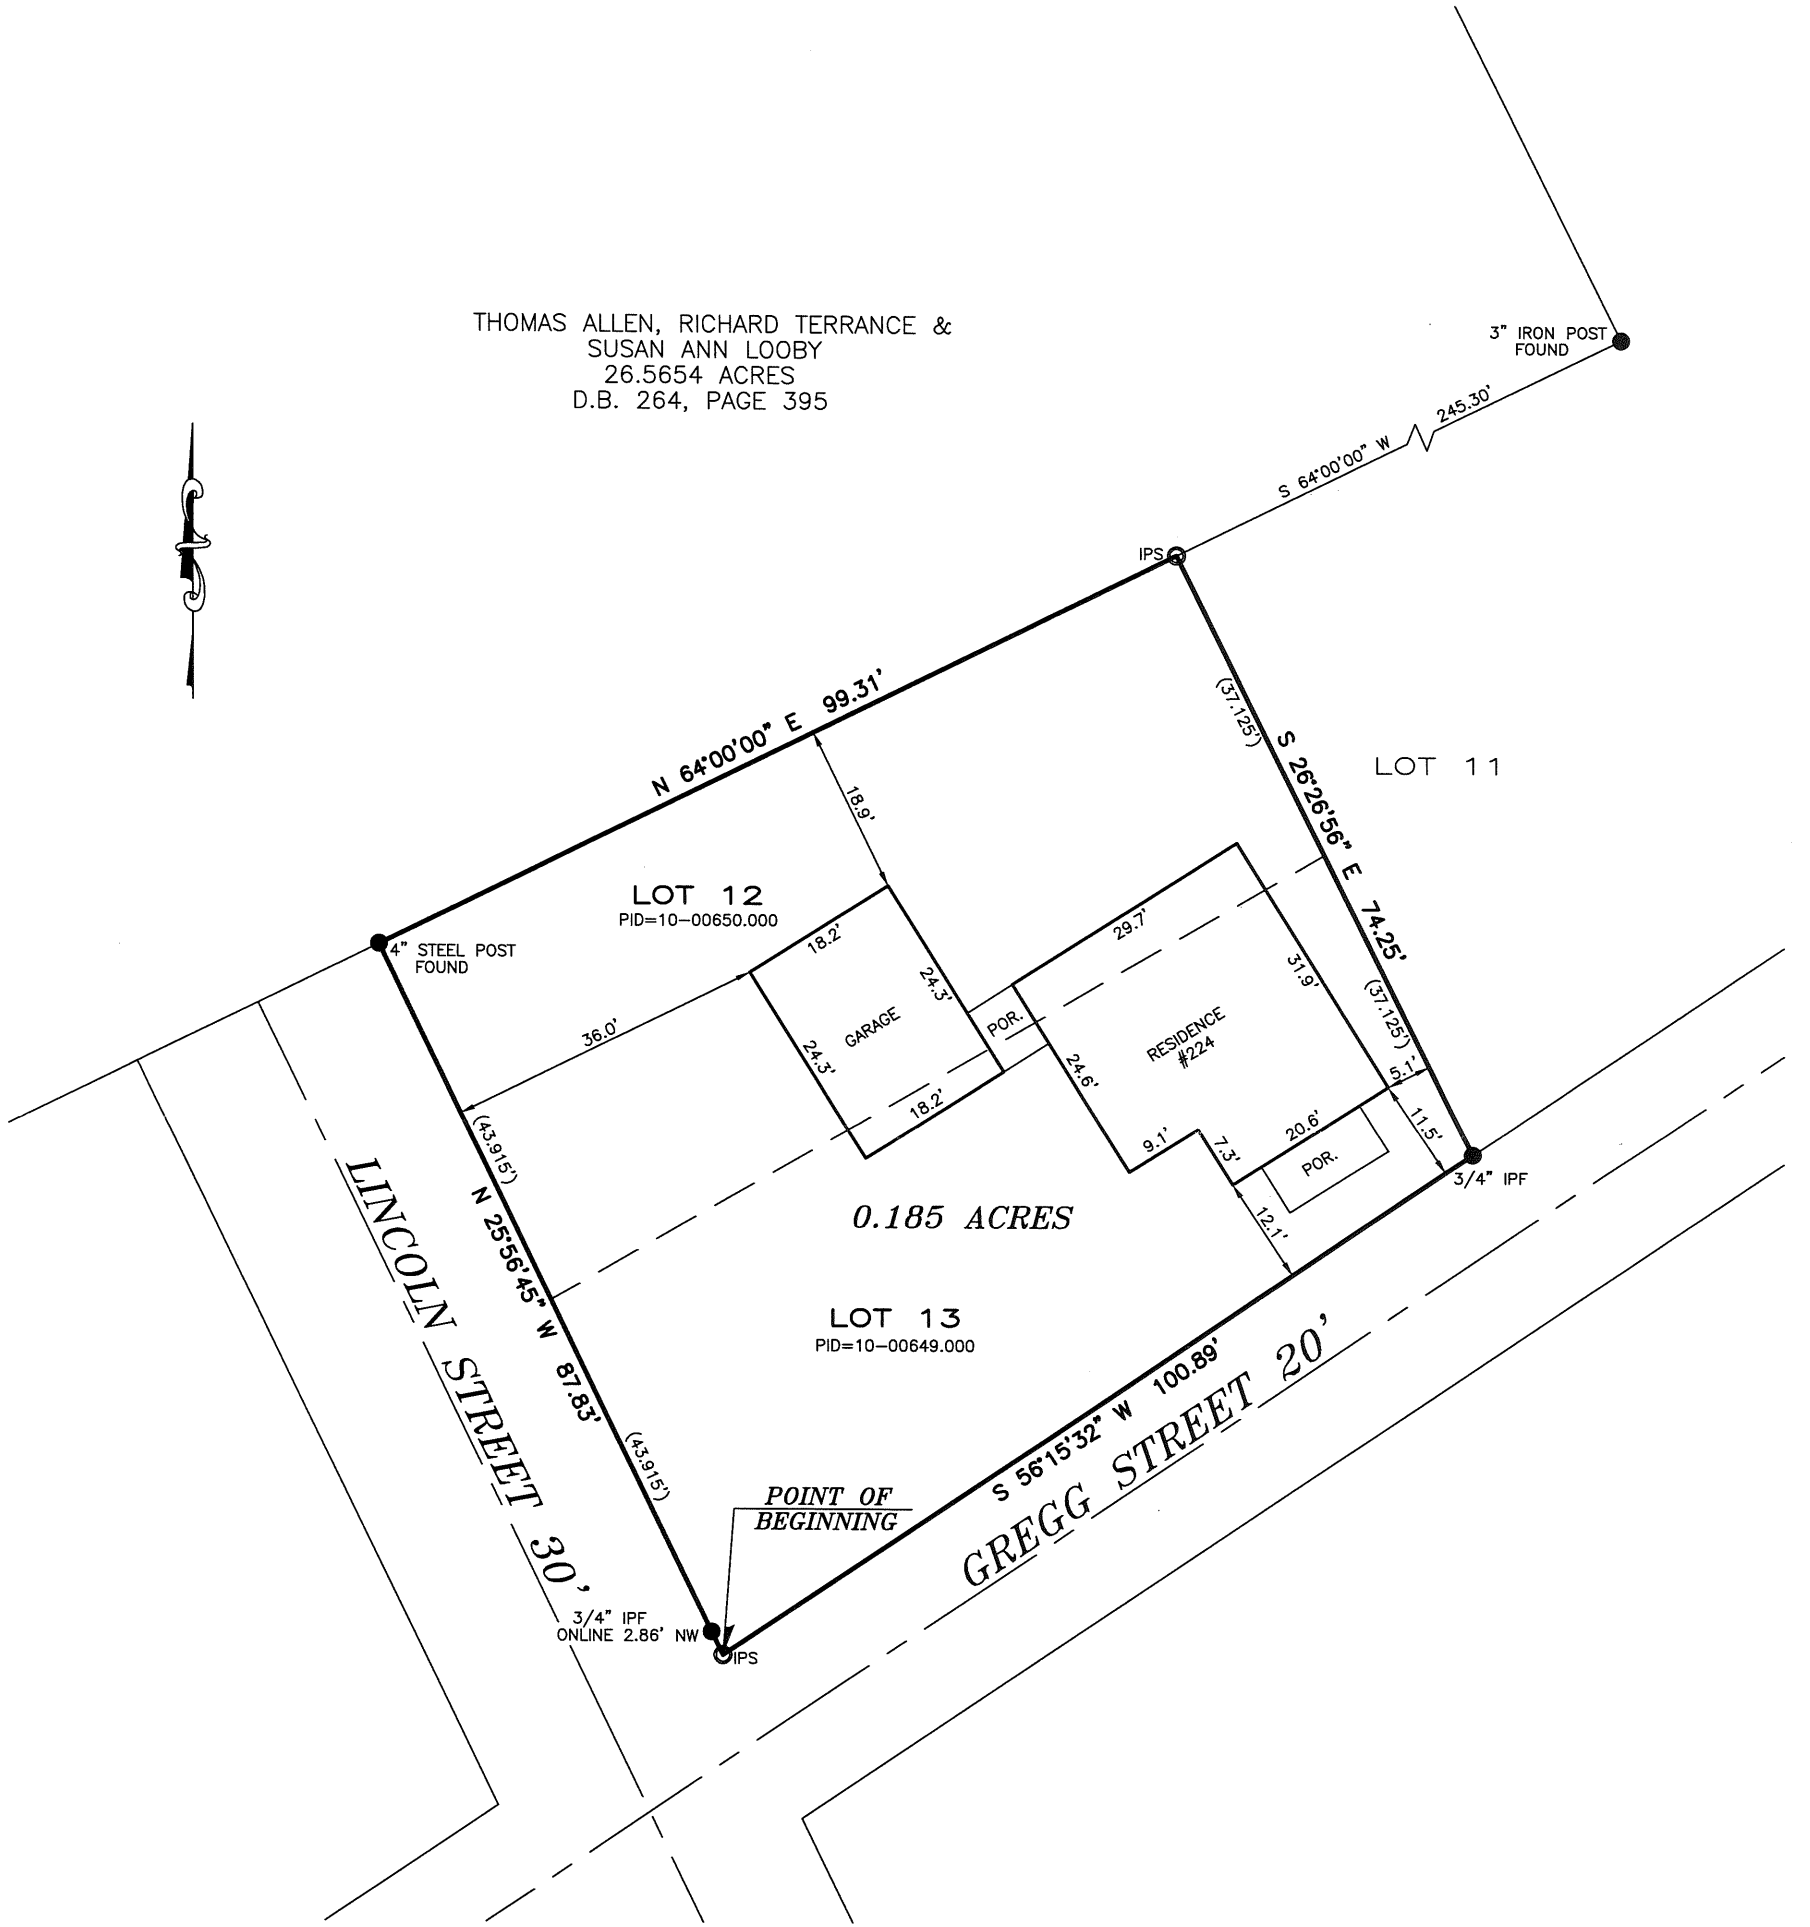 THOMAS ALLEN, RICHARD TERRANCE &
SUSAN ANN LOOBY
26.5654 ACRES
D.B. 264, PAGE 395
3" IRON POST
FOUND
245.30'
S 64°00'00" W
IPS
N 64°00'00" E 99.31'
(37.125')
S 26°26'56" E 74.25'
(37.125')
LOT 11
18.9'
LOT 12
PID=10-00650.000
4" STEEL POST
FOUND
18.2'
29.7'
24.3'
31.9'
36.0'
GARAGE
POR.
RESIDENCE
#224
24.3'
24.6'
18.2'
5.1'
11.5'
20.6'
9.1'
7.3'
POR.
3/4" IPF
12.1'
(43.915')
N 25°56'45" W 87.83'
(43.915')
0.185 ACRES
LOT 13
PID=10-00649.000
LINCOLN STREET 30'
S 56°15'32" W 100.89'
GREGG STREET 20'
POINT OF
BEGINNING
3/4" IPF
ONLINE 2.86' NW
IPS